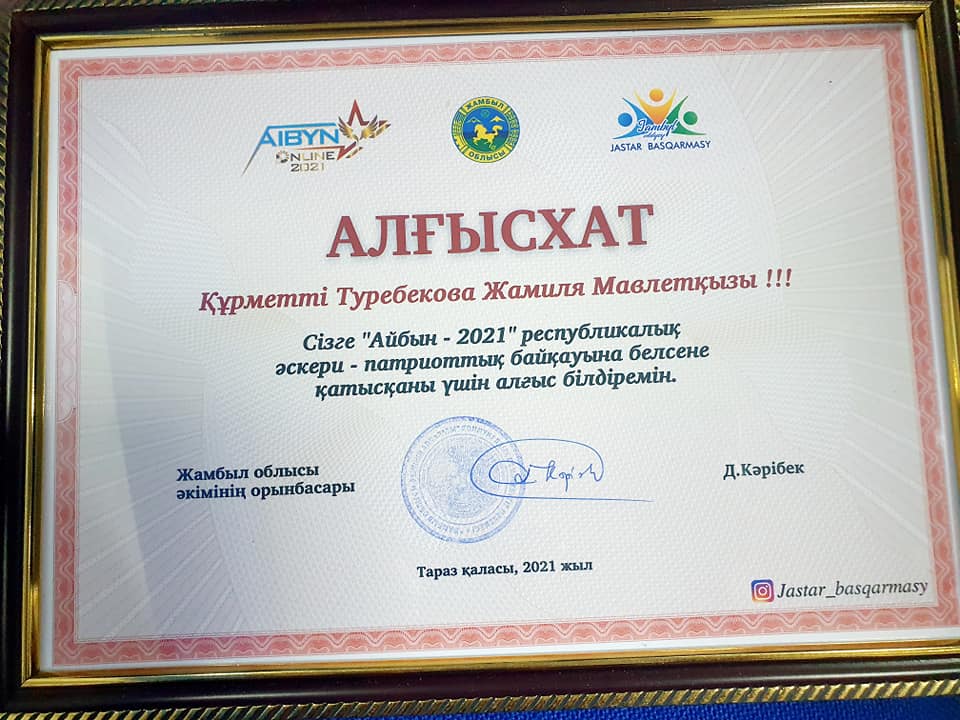 AIBYN
ONLINE
2021
ЖАМБЫЛ
ОБЛЫСЫ
Jambyl
JASTAR BASQARMASY
АЛҒЫСХАТ
Құрметті Туребекова Жамиля Мавлетқызы !!!
Сізге "Айбын - 2021" республикалық
әскери - патриоттық байқауына белсене
қатысқаны үшін алғыс білдіремін.
Жамбыл облысы
әкімінің орынбасары
Д.Кәрібек
Тараз қаласы, 2021 жыл
Jastar_basqarmasy